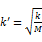 k' = √(k/M)